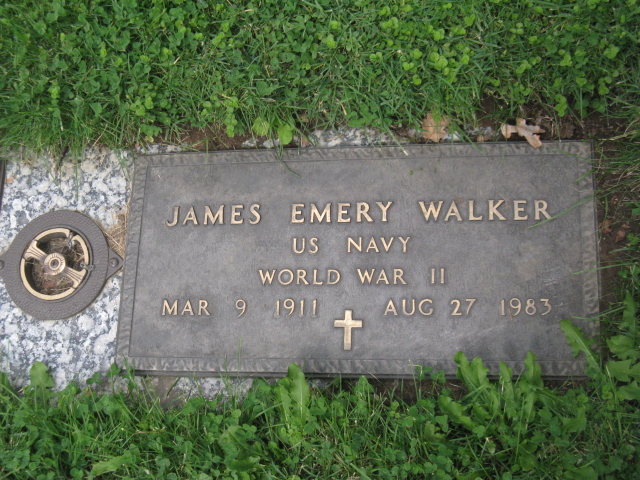 JAMES EMERY WALKER
US NAVY
WORLD WAR II
MAR 9 1911 AUG 27 1983